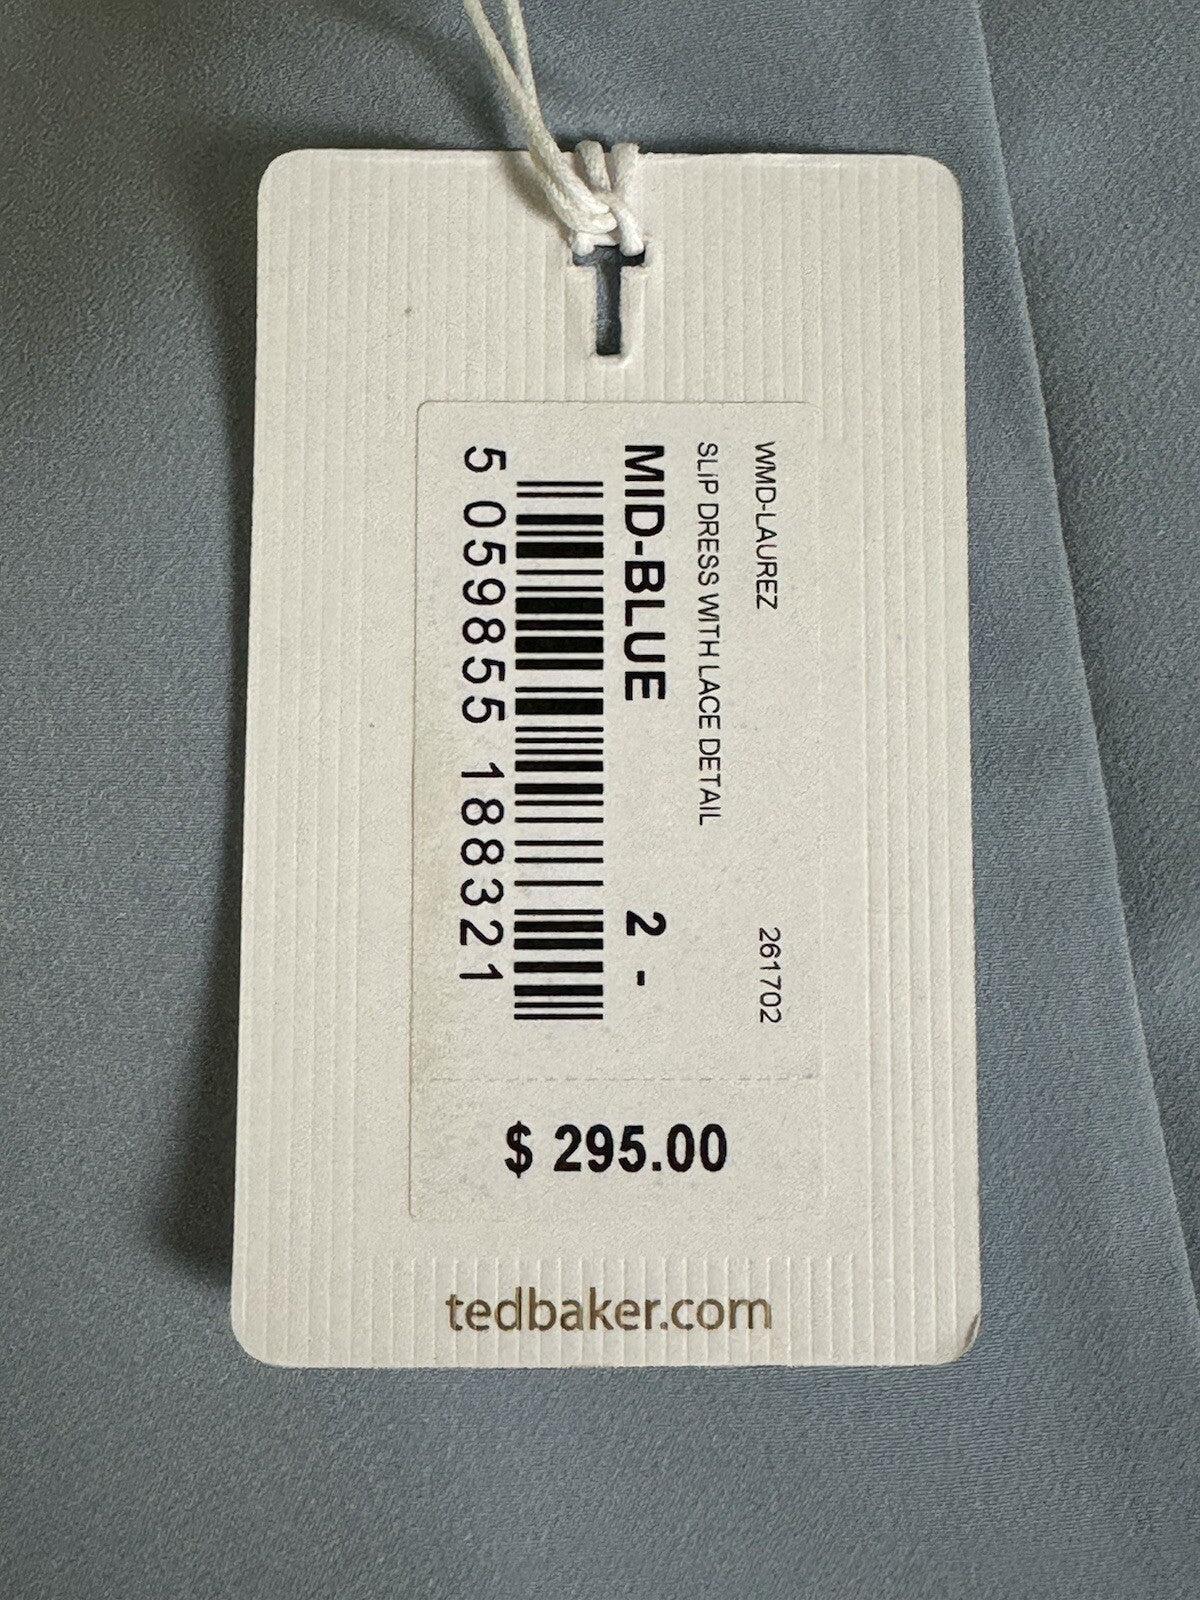 WMD-LAUREZ 261702
SLIP DRESS WITH LACE DETAIL
MID-BLUE 2 -
5 059855 188321
$ 295.00
tedbaker.com